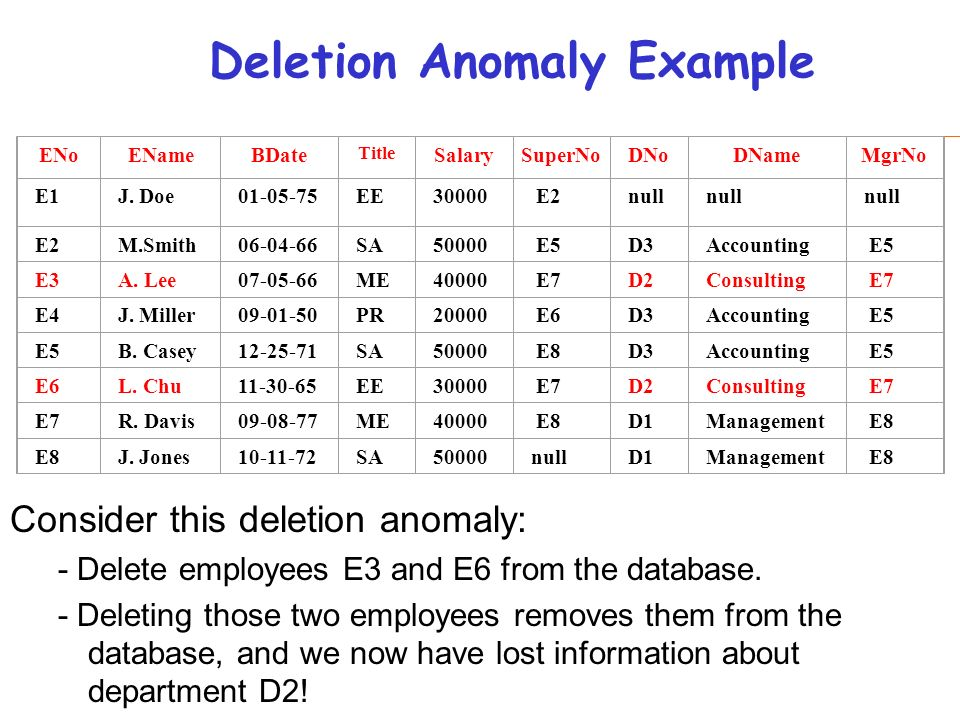 Deletion Anomaly Example
ENo EName BDate Title Salary SuperNo DNo DName MgrNo
E1 J. Doe 01-05-75 EE 30000 E2 null null null
E2 M.Smith 06-04-66 SA 50000 E5 D3 Accounting E5
E3 A. Lee 07-05-66 ME 40000 E7 D2 Consulting E7
E4 J. Miller 09-01-50 PR 20000 E6 D3 Accounting E5
E5 B. Casey 12-25-71 SA 50000 E8 D3 Accounting E5
E6 L. Chu 11-30-65 EE 30000 E7 D2 Consulting E7
E7 R. Davis 09-08-77 ME 40000 E8 D1 Management E8
E8 J. Jones 10-11-72 SA 50000 null D1 Management E8
Consider this deletion anomaly:
- Delete employees E3 and E6 from the database.
- Deleting those two employees removes them from the
database, and we now have lost information about
department D2!